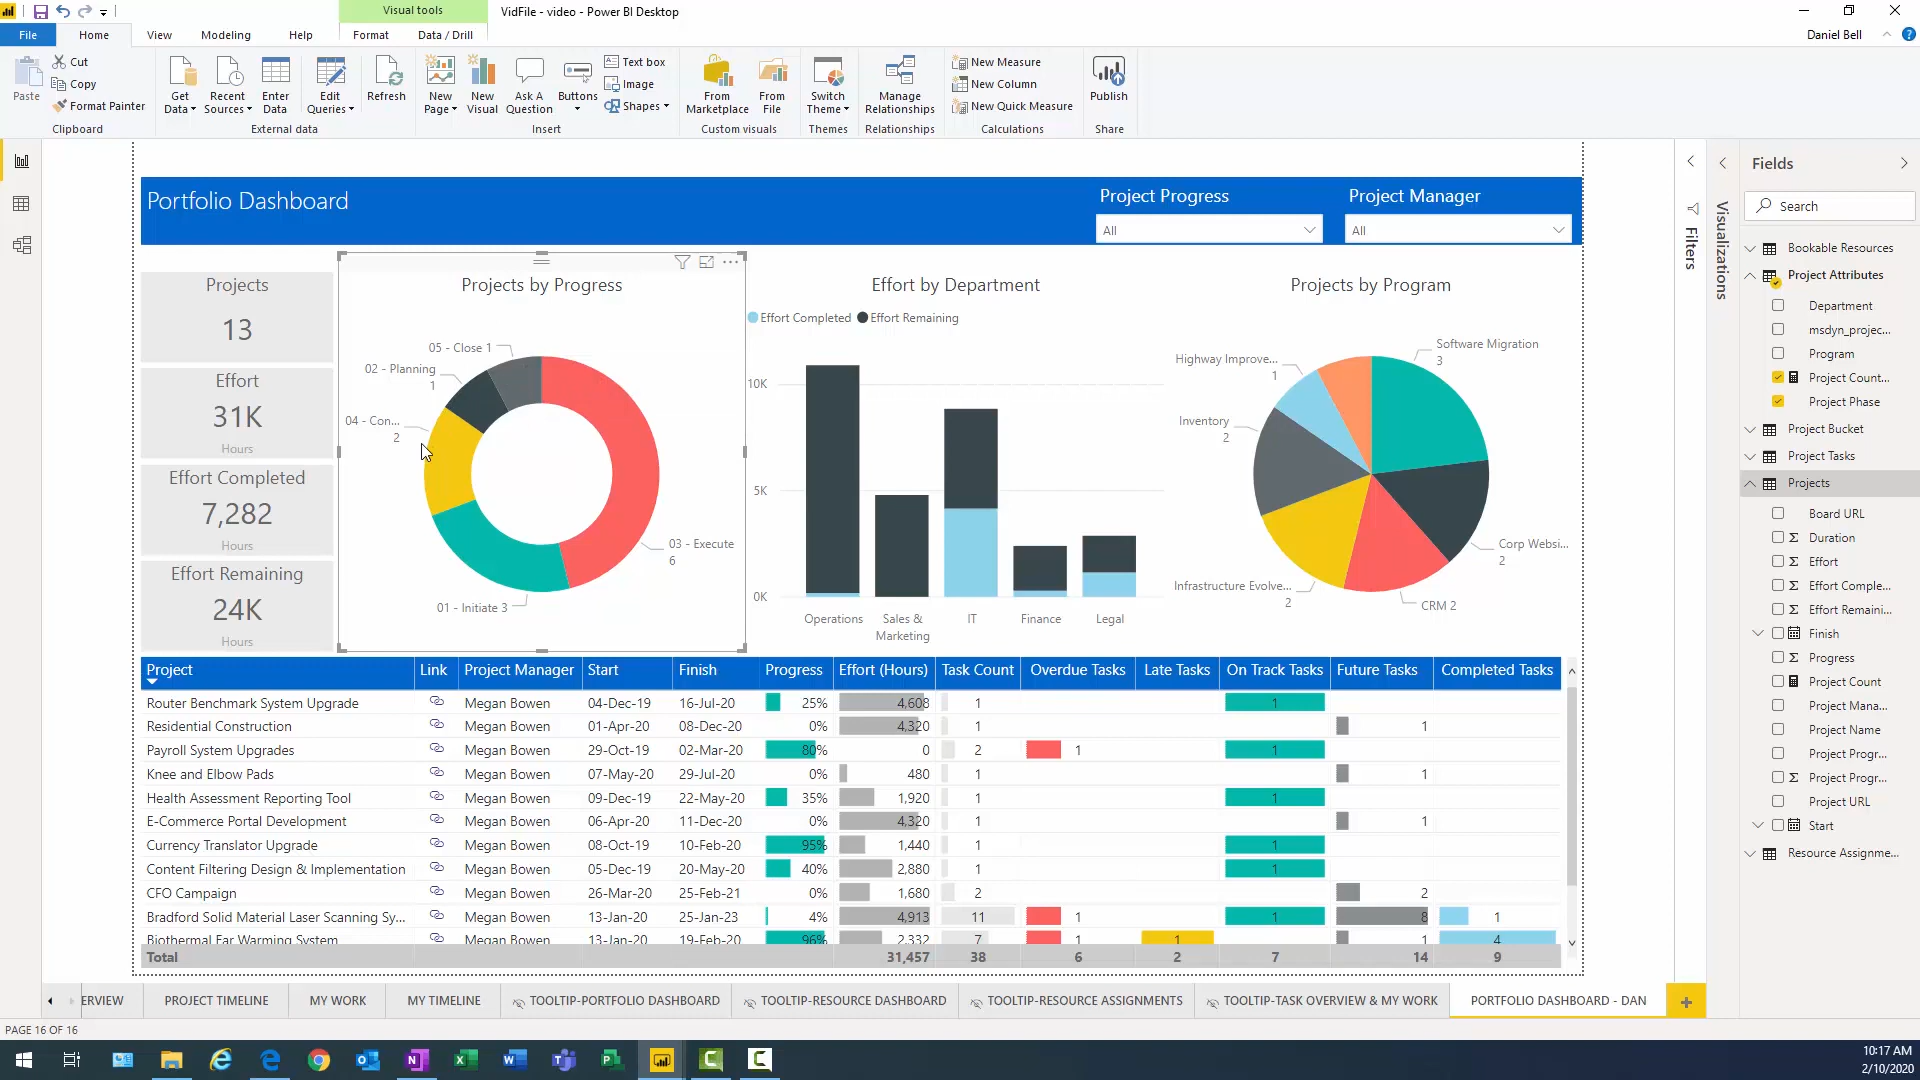 Visual tools
VidFile - video - Power BI Desktop
File
Home
View
Modeling
Help
Format
Data / Drill
Daniel Bell
Paste
Cut
Copy
Format Painter
Clipboard
Get Data
Recent Sources
Enter Data
Edit Queries
Refresh
External data
New Page
New Visual
Ask A Question
Buttons
Text box
Image
Shapes
Insert
From Marketplace
From File
Custom visuals
Switch Theme
Themes
Manage Relationships
Relationships
New Measure
New Column
New Quick Measure
Calculations
Publish
Share
Portfolio Dashboard
Project Progress
All
Project Manager
All
Projects
13
Effort
31K
Hours
Effort Completed
7,282
Hours
Effort Remaining
24K
Hours
Projects by Progress
05 - Close 1
02 - Planning
1
04 - Con...
2
03 - Execute
6
01 - Initiate 3
Effort by Department
Effort Completed Effort Remaining
10K
5K
0K
Operations
Sales & Marketing
IT
Finance
Legal
Projects by Program
Software Migration
3
Highway Improve...
1
Inventory
2
Corp Websi...
2
Infrastructure Evolve...
2
CRM 2
Project Link Project Manager Start Finish Progress Effort (Hours) Task Count Overdue Tasks Late Tasks On Track Tasks Future Tasks Completed Tasks
Router Benchmark System Upgrade Megan Bowen 04-Dec-19 16-Jul-20 25% 4,608 1 1
Residential Construction Megan Bowen 01-Apr-20 08-Dec-20 0% 4,320 1 1
Payroll System Upgrades Megan Bowen 29-Oct-19 02-Mar-20 80% 0 2 1 1
Knee and Elbow Pads Megan Bowen 07-May-20 29-Jul-20 0% 480 1 1
Health Assessment Reporting Tool Megan Bowen 09-Dec-19 22-May-20 35% 1,920 1 1
E-Commerce Portal Development Megan Bowen 06-Apr-20 11-Dec-20 0% 4,320 1 1
Currency Translator Upgrade Megan Bowen 08-Oct-19 10-Feb-20 95% 1,440 1 1
Content Filtering Design & Implementation Megan Bowen 05-Dec-19 20-May-20 40% 2,880 1 1
CFO Campaign Megan Bowen 26-Mar-20 25-Feb-21 0% 1,680 2 2
Bradford Solid Material Laser Scanning Sy... Megan Bowen 13-Jan-20 25-Jan-23 4% 4,913 11 1 1 8 1
Biothermal Ear Warming System Megan Bowen 13-Jan-20 19-Feb-20 96% 2,332 7 1 1 1 4
Total 31,457 38 6 2 7 14 9
Filters
Visualizations
Fields
Search
Bookable Resources
Project Attributes
Department
msdyn_projec...
Program
Project Count...
Project Phase
Project Bucket
Project Tasks
Projects
Board URL
Duration
Effort
Effort Comple...
Effort Remaini...
Finish
Progress
Project Count
Project Mana...
Project Name
Project Progr...
Project Progr...
Project URL
Start
Resource Assignme...
ERVIEW
PROJECT TIMELINE
MY WORK
MY TIMELINE
TOOLTIP-PORTFOLIO DASHBOARD
TOOLTIP-RESOURCE DASHBOARD
TOOLTIP-RESOURCE ASSIGNMENTS
TOOLTIP-TASK OVERVIEW & MY WORK
PORTFOLIO DASHBOARD - DAN
PAGE 16 OF 16
10:17 AM
2/10/2020